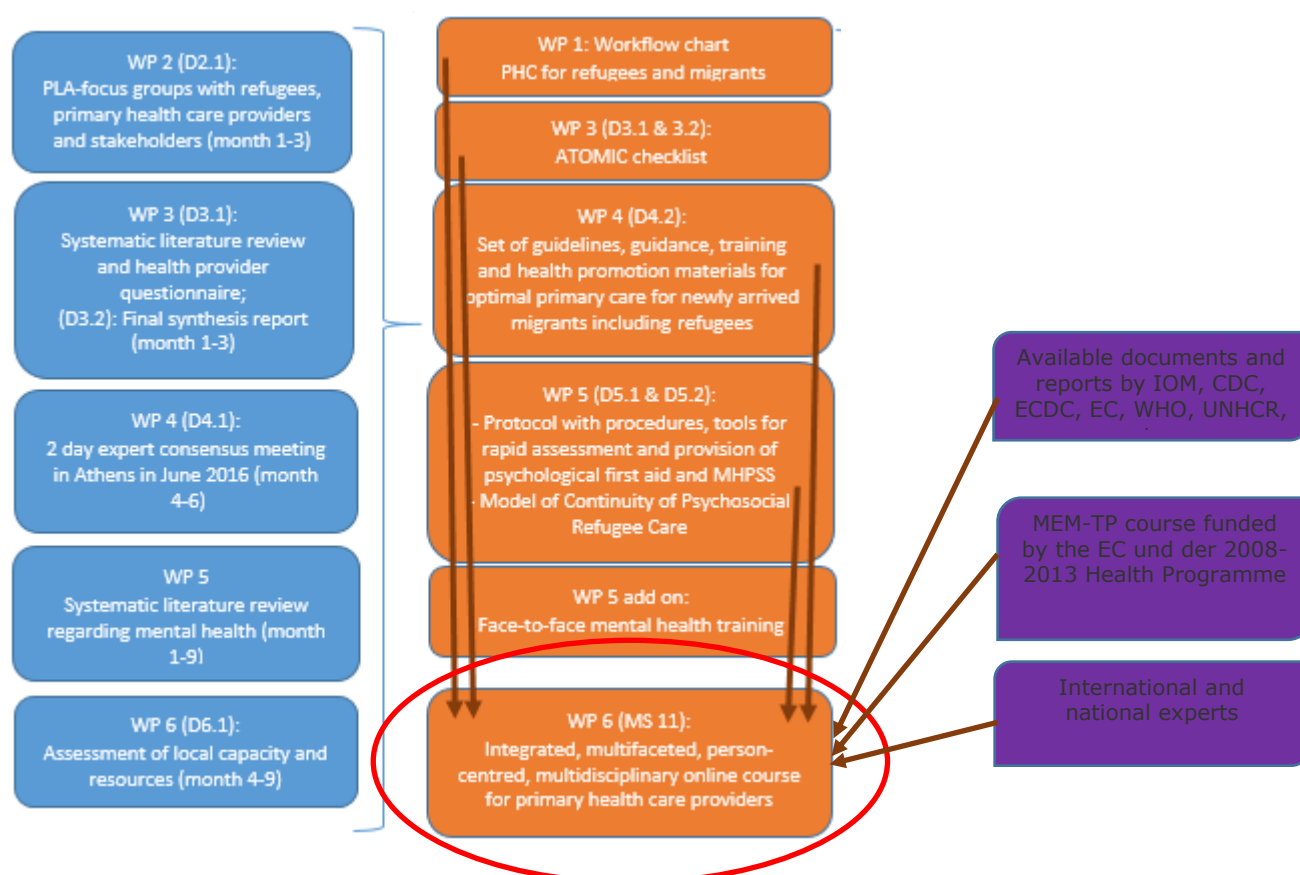 WP 2 (D2.1):
PLA-focus groups with refugees,
primary health care providers
and stakeholders (month 1-3)
WP 3 (D3.1):
Systematic literature review
and health provider
questionnaire;
(D3.2): Final synthesis report
(month 1-3)
WP 4 (D4.1):
2 day expert consensus meeting
in Athens in June 2016 (month
4-6)
WP 5
Systematic literature review
regarding mental health (month
1-9)
WP 6 (D6.1):
Assessment of local capacity and
resources (month 4-9)
WP 1: Workflow chart
PHC for refugees and migrants
WP 3 (D3.1 & 3.2):
ATOMIC checklist
WP 4 (D4.2):
Set of guidelines, guidance, training
and health promotion materials for
optimal primary care for newly arrived
migrants including refugees
WP 5 (D5.1 & D5.2):
- Protocol with procedures, tools for
rapid assessment and provision of
psychological first aid and MHPSS
- Model of Continuity of Psychosocial
Refugee Care
WP 5 add on:
Face-to-face mental health training
WP 6 (MS 11):
Integrated, multifaceted, person-
centred, multidisciplinary online course
for primary health care providers
Available documents and
reports by IOM, CDC,
ECDC, EC, WHO, UNHCR,
MEM-TP course funded
by the EC und der 2008-
2013 Health Programme
International and
national experts